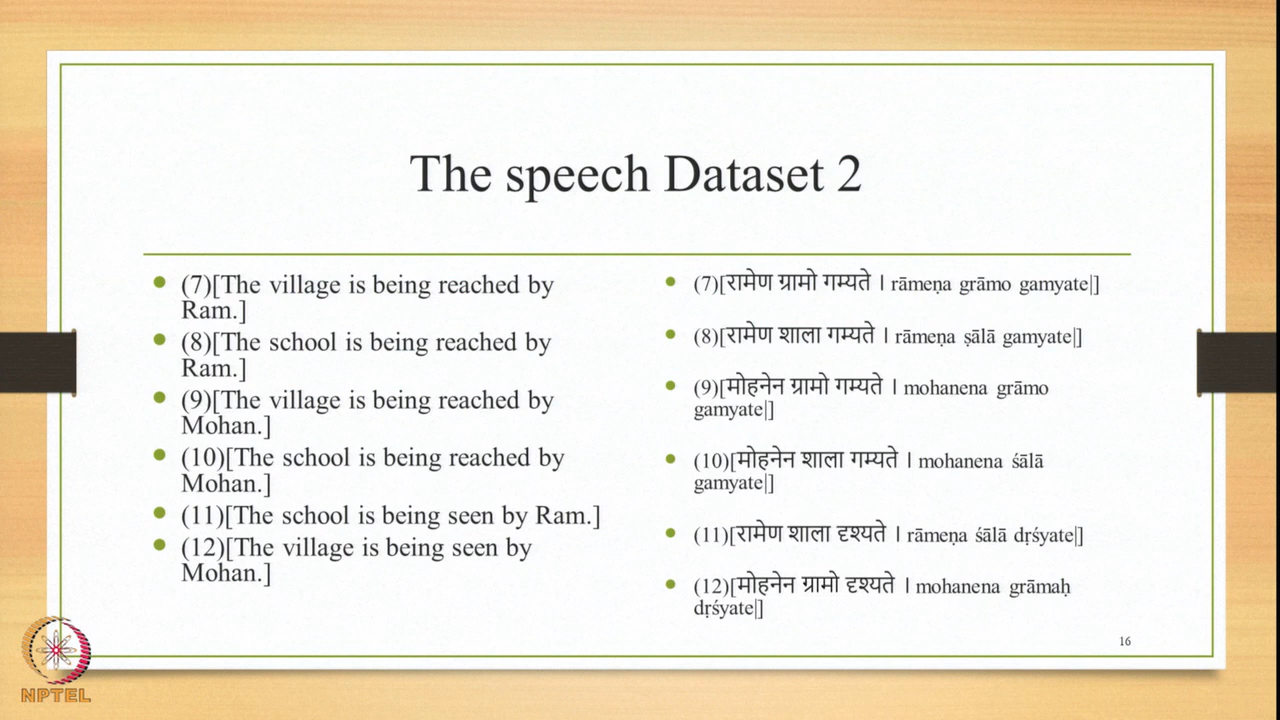 The speech Dataset 2
(7)[The village is being reached by
Ram.]
(8)[The school is being reached by
Ram.]
(9)[The village is being reached by
Mohan.]
(10)[The school is being reached by
Mohan.]
(11)[The school is being seen by Ram.]
(12)[The village is being seen by
Mohan.]
(7)[रामेण ग्रामो गम्यते । rāmeṇa grāmo gamyate|]
(8)[रामेण शाला गम्यते । rāmeṇa ṣālā gamyate|]
(9)[मोहनेन ग्रामो गम्यते । mohanena grāmo
gamyate|]
(10)[मोहनेन शाला गम्यते । mohanena śālā
gamyate|]
(11)[रामेण शाला दृश्यते । rāmeṇa śālā dṛśyate|]
(12)[मोहनेन ग्रामो दृश्यते । mohanena grāmaḥ
dṛśyate|]
16
NPTEL